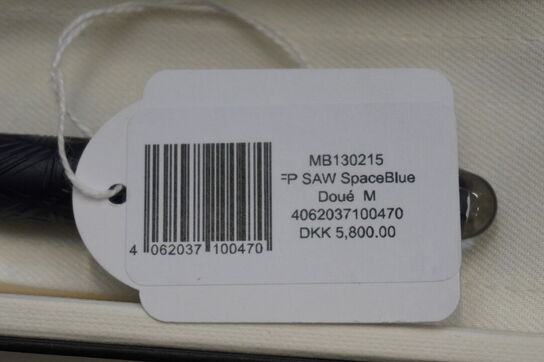 MB130215
FP SAW SpaceBlue
Doué M
4062037100470
DKK 5,800.00
4 062037 100470